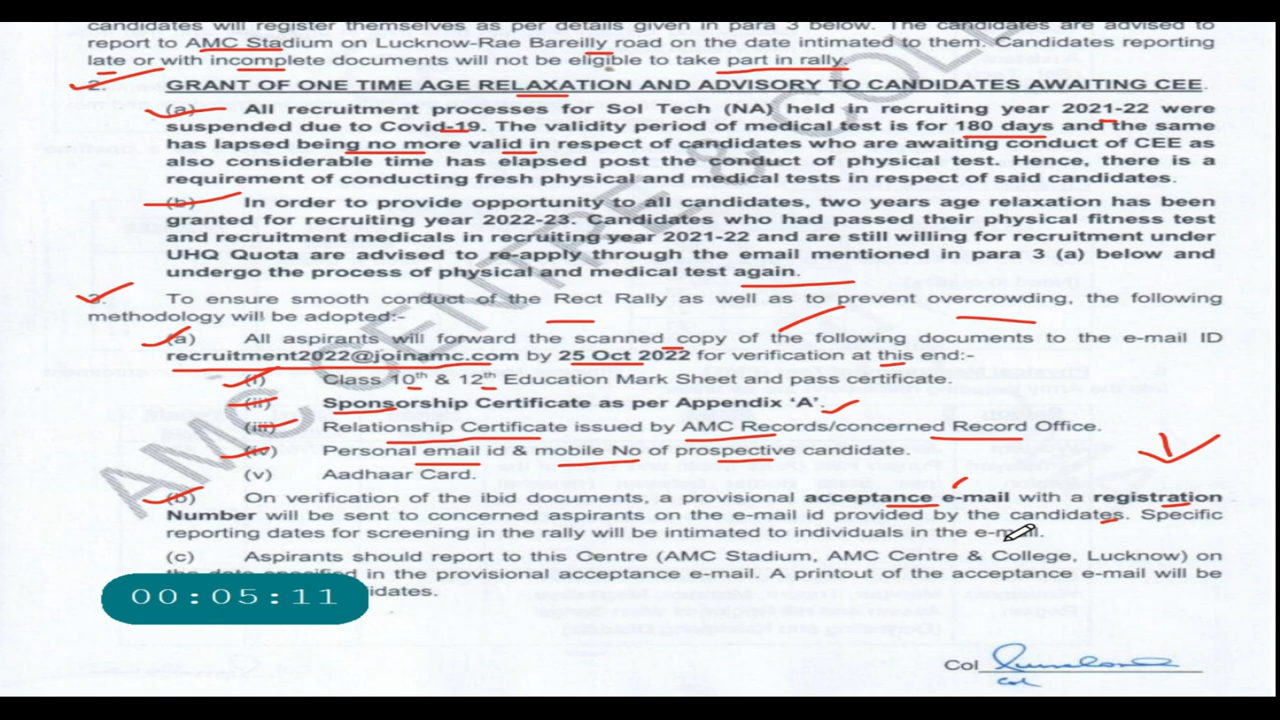 candidates will register themselves as per details given in para 3 below. The candidates are advised to
report to AMC Stadium on Lucknow-Rae Bareilly road on the date intimated to them. Candidates reporting
late or with incomplete documents will not be eligible to take part in rally.
2. GRANT OF ONE TIME AGE RELAXATION AND ADVISORY TO CANDIDATES AWAITING CEE.
(a) All recruitment processes for Sol Tech (NA) held in recruiting year 2021-22 were
suspended due to Covid-19. The validity period of medical test is for 180 days and the same
has lapsed being no more valid in respect of candidates who are awaiting conduct of CEE as
also considerable time has elapsed post the conduct of physical test. Hence, there is a
requirement of conducting fresh physical and medical tests in respect of said candidates.
(b) In order to provide opportunity to all candidates, two years age relaxation has been
granted for recruiting year 2022-23. Candidates who had passed their physical fitness test
and recruitment medicals in recruiting year 2021-22 and are still willing for recruitment under
UHQ Quota are advised to re-apply through the email mentioned in para 3 (a) below and
undergo the process of physical and medical test again.
3. To ensure smooth conduct of the Rect Rally as well as to prevent overcrowding, the following
methodology will be adopted:-
(a) All aspirants will forward the scanned copy of the following documents to the e-mail ID
recruitment2022@joinamc.com by 25 Oct 2022 for verification at this end:-
(i) Class 10th & 12th Education Mark Sheet and pass certificate.
(ii) Sponsorship Certificate as per Appendix 'A'.
(iii) Relationship Certificate issued by AMC Records/concerned Record Office.
(iv) Personal email id & mobile No of prospective candidate.
(v) Aadhaar Card.
(b) On verification of the ibid documents, a provisional acceptance e-mail with a registration
Number will be sent to concerned aspirants on the e-mail id provided by the candidates. Specific
reporting dates for screening in the rally will be intimated to individuals in the e-mail.
(c) Aspirants should report to this Centre (AMC Stadium, AMC Centre & College, Lucknow) on
the date specified in the provisional acceptance e-mail. A printout of the acceptance e-mail will be
idates.
00:05:11
Col
Col
AMC CENTRE & COLLE